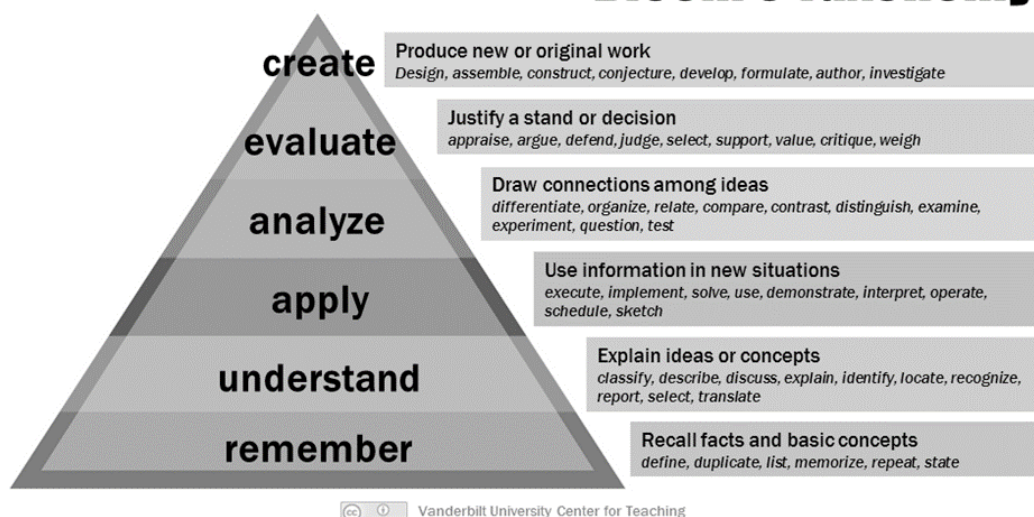 create
Produce new or original work
Design, assemble, construct, conjecture, develop, formulate, author, investigate
evaluate
Justify a stand or decision
appraise, argue, defend, judge, select, support, value, critique, weigh
analyze
Draw connections among ideas
differentiate, organize, relate, compare, contrast, distinguish, examine,
experiment, question, test
apply
Use information in new situations
execute, implement, solve, use, demonstrate, interpret, operate,
schedule, sketch
understand
Explain ideas or concepts
classify, describe, discuss, explain, identify, locate, recognize,
report, select, translate
remember
Recall facts and basic concepts
define, duplicate, list, memorize, repeat, state
cc
Vanderbilt University Center for Teaching